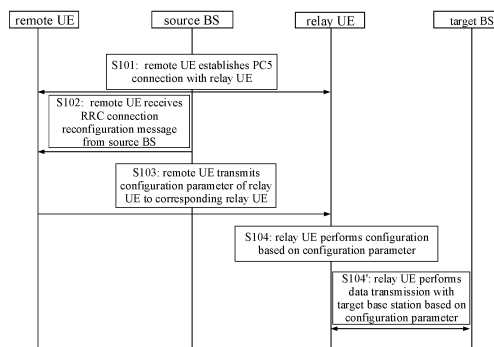 remote UE
source BS
relay UE
target BS
S101: remote UE establishes PC5
connection with relay UE
S102: remote UE receives
RRC connection
reconfiguration message
from source BS
S103: remote UE transmits
configuration parameter of relay
UE to corresponding relay UE
S104: relay UE performs configuration
based on configuration parameter
S104': relay UE performs
data transmission with
target base station based on
configuration parameter